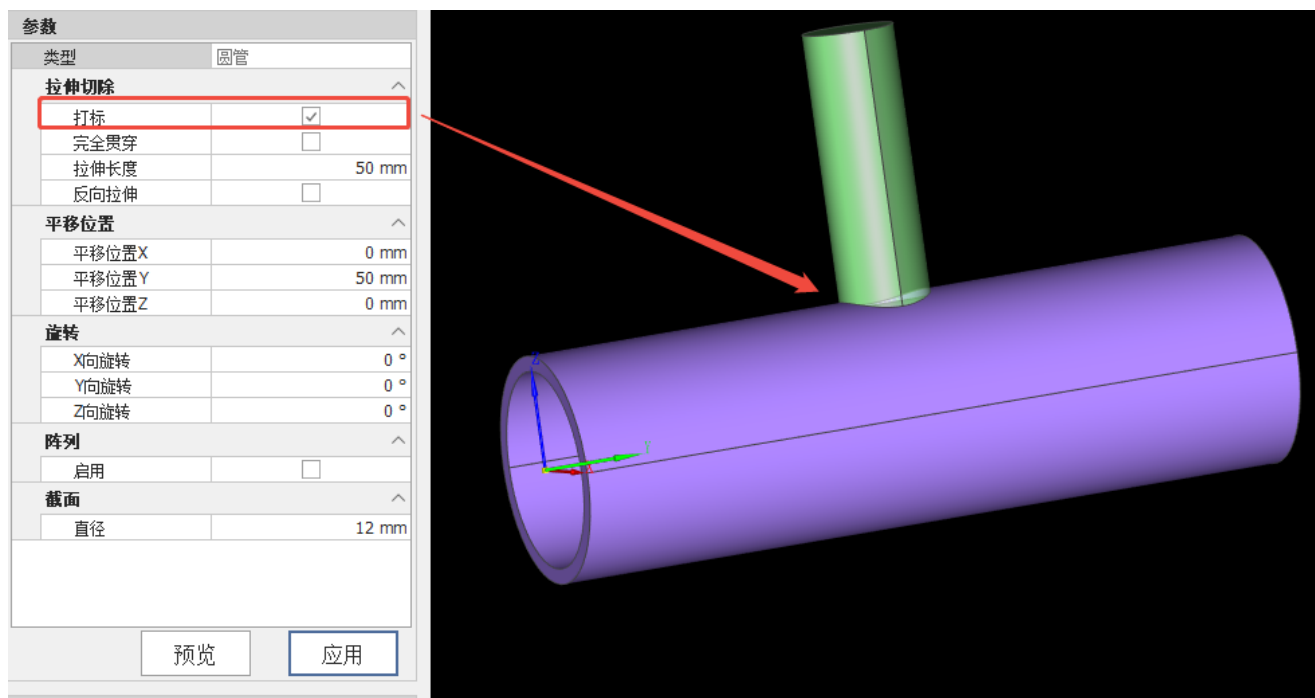 参数
类型 圆管
拉伸切除
打标
完全贯穿
拉伸长度 50 mm
反向拉伸
平移位置
平移位置X 0 mm
平移位置Y 50 mm
平移位置Z 0 mm
旋转
X向旋转 0 °
Y向旋转 0 °
Z向旋转 0 °
阵列
启用
截面
直径 12 mm
预览 应用
Z